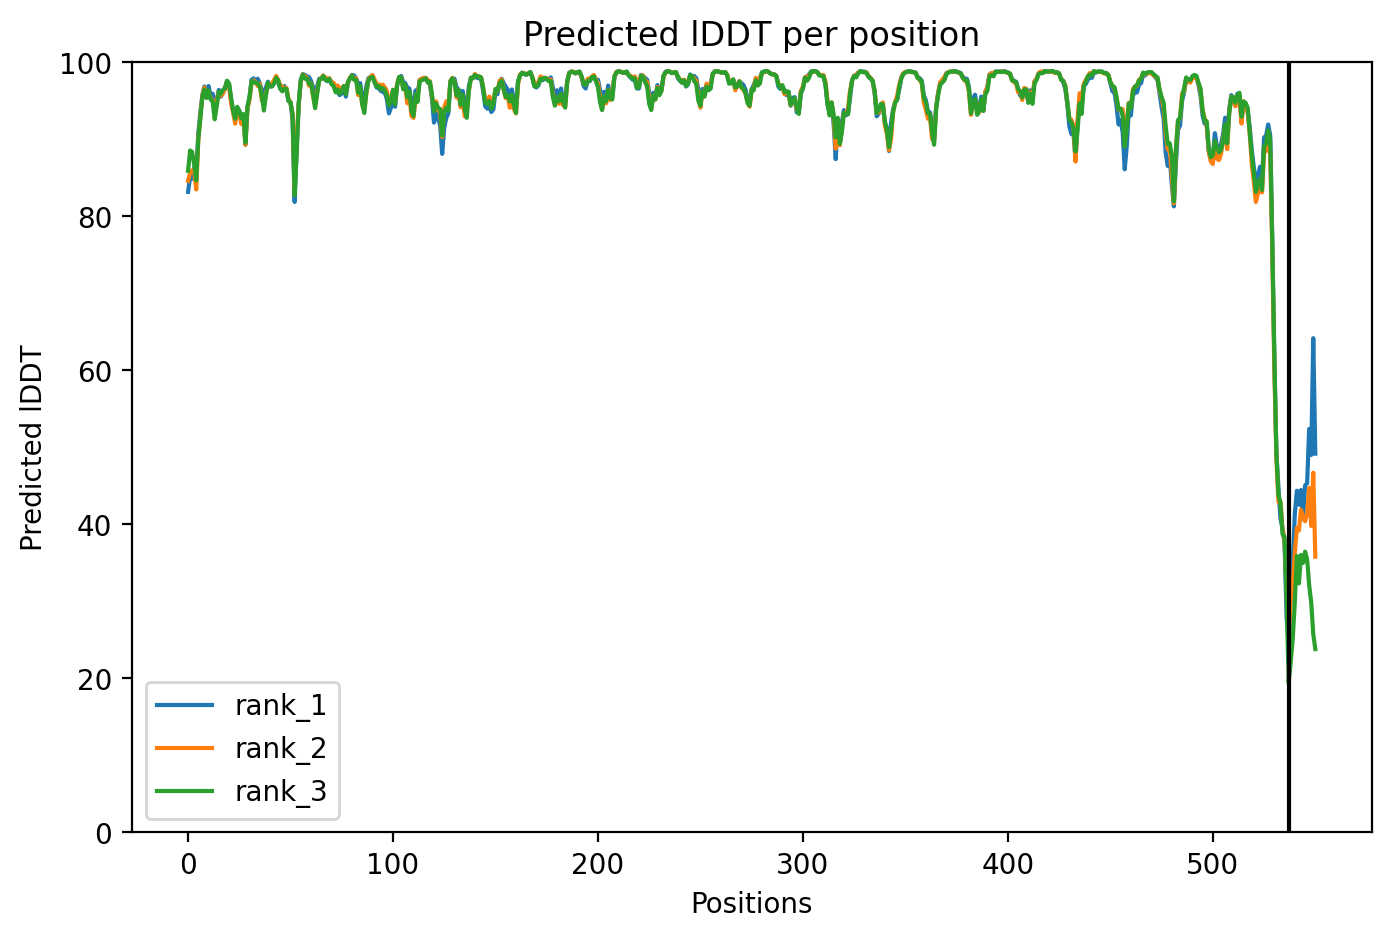 Predicted lDDT per position
100
80
60
40
20
0
Predicted lDDT
rank_1
rank_2
rank_3
0 100 200 300 400 500
Positions